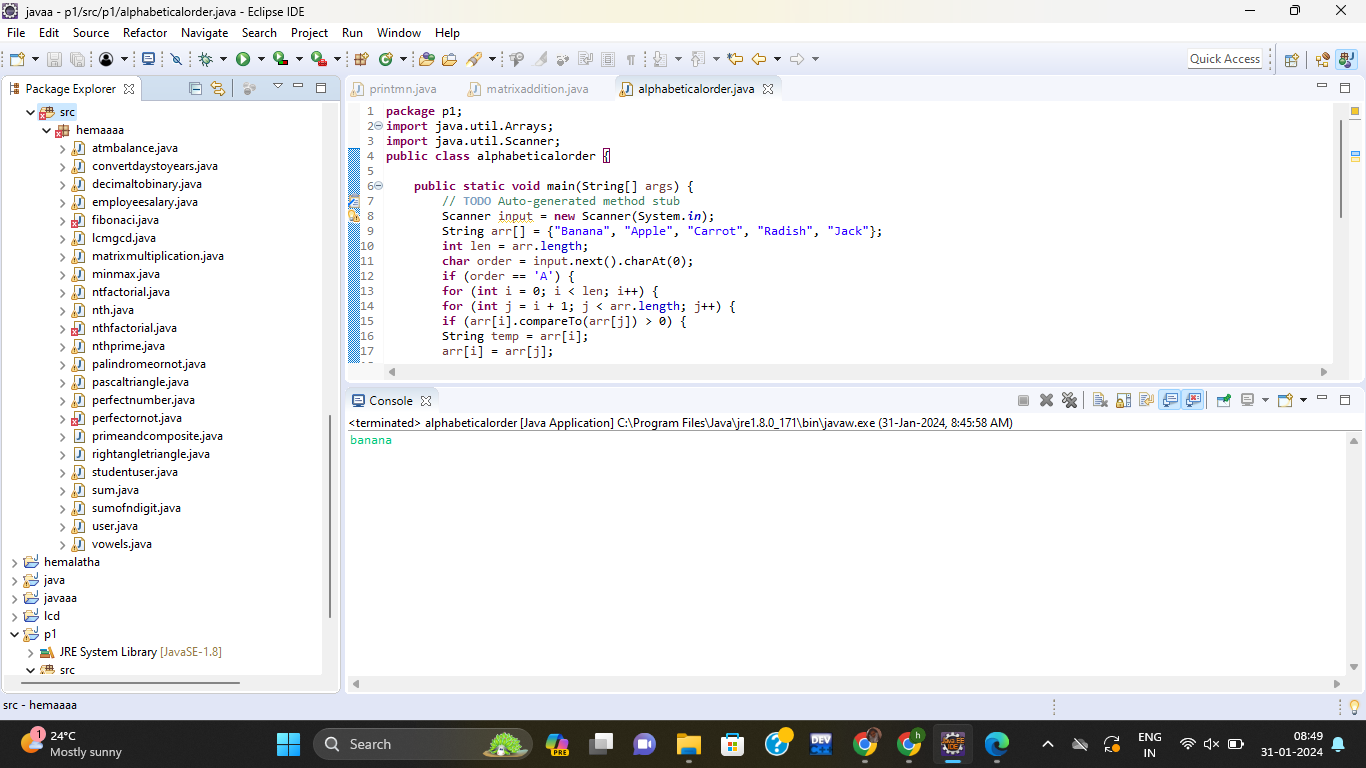 javaa - p1/src/p1/alphabeticalorder.java - Eclipse IDE
File Edit Source Refactor Navigate Search Project Run Window Help
Quick Access
Package Explorer
src
hemaaaa
atmbalance.java
convertdaystoyears.java
decimaltobinary.java
employeesalary.java
fibonaci.java
lcmgcd.java
matrixmultiplication.java
minmax.java
ntfactorial.java
nth.java
nthfactorial.java
nthprime.java
palindromeornot.java
pascaltriangle.java
perfectnumber.java
perfectornot.java
primeandcomposite.java
rightangletriangle.java
studentuser.java
sum.java
sumofndigit.java
user.java
vowels.java
hemalatha
java
javaaa
lcd
p1
JRE System Library [JavaSE-1.8]
src
printmn.java matrixaddition.java alphabeticalorder.java
1 package p1;
2 import java.util.Arrays;
3 import java.util.Scanner;
4 public class alphabeticalorder {
5
6 public static void main(String[] args) {
7 // TODO Auto-generated method stub
8 Scanner input = new Scanner(System.in);
9 String arr[] = {"Banana", "Apple", "Carrot", "Radish", "Jack"};
10 int len = arr.length;
11 char order = input.next().charAt(0);
12 if (order == 'A') {
13 for (int i = 0; i < len; i++) {
14 for (int j = i + 1; j < arr.length; j++) {
15 if (arr[i].compareTo(arr[j]) > 0) {
16 String temp = arr[i];
17 arr[i] = arr[j];
Console
<terminated> alphabeticalorder [Java Application] C:\Program Files\Java\jre1.8.0_171\bin\javaw.exe (31-Jan-2024, 8:45:58 AM)
banana
src - hemaaaa
1
24°C
Mostly sunny
Search
PRE
DEV
h
JAVA EE
IDE
ENG
IN
08:49
31-01-2024